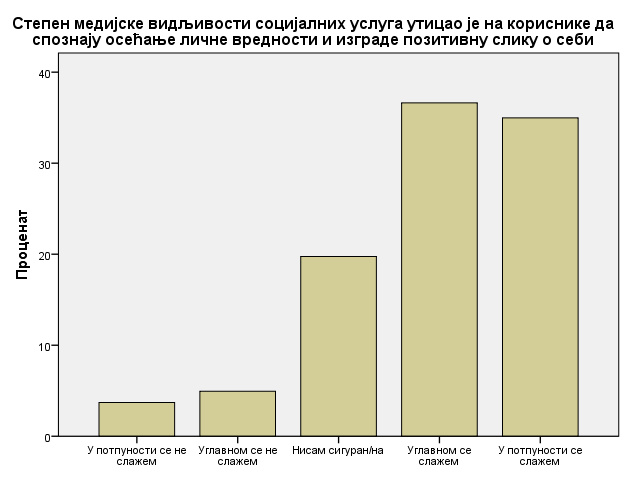 Степен медијске видљивости социјалних услуга утицао је на кориснике да
спознају осећање личне вредности и изграде позитивну слику о себи
Проценат
40
30
20
10
0
У потпуности се не
слажем
Углавном се не
слажем
Нисам сигуран/на
Углавном се
слажем
У потпуности се
слажем